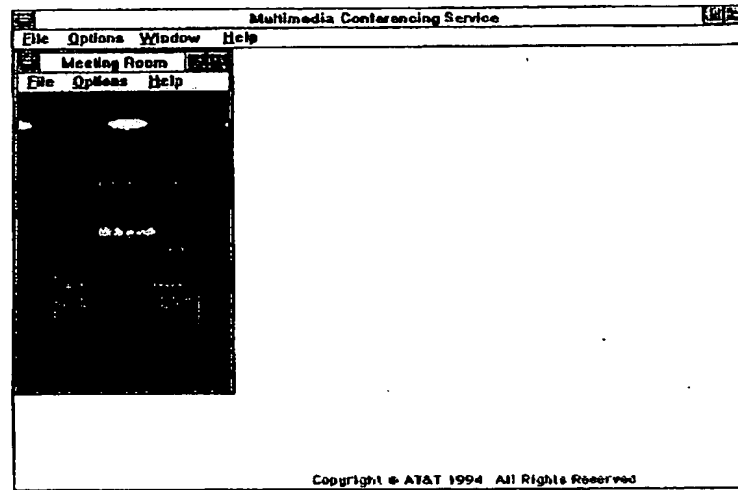 Multimedia Conferencing Service
File Options Window Help
Meeting Room
File Options Help
Copyright © AT&T 1994 All Rights Reserved